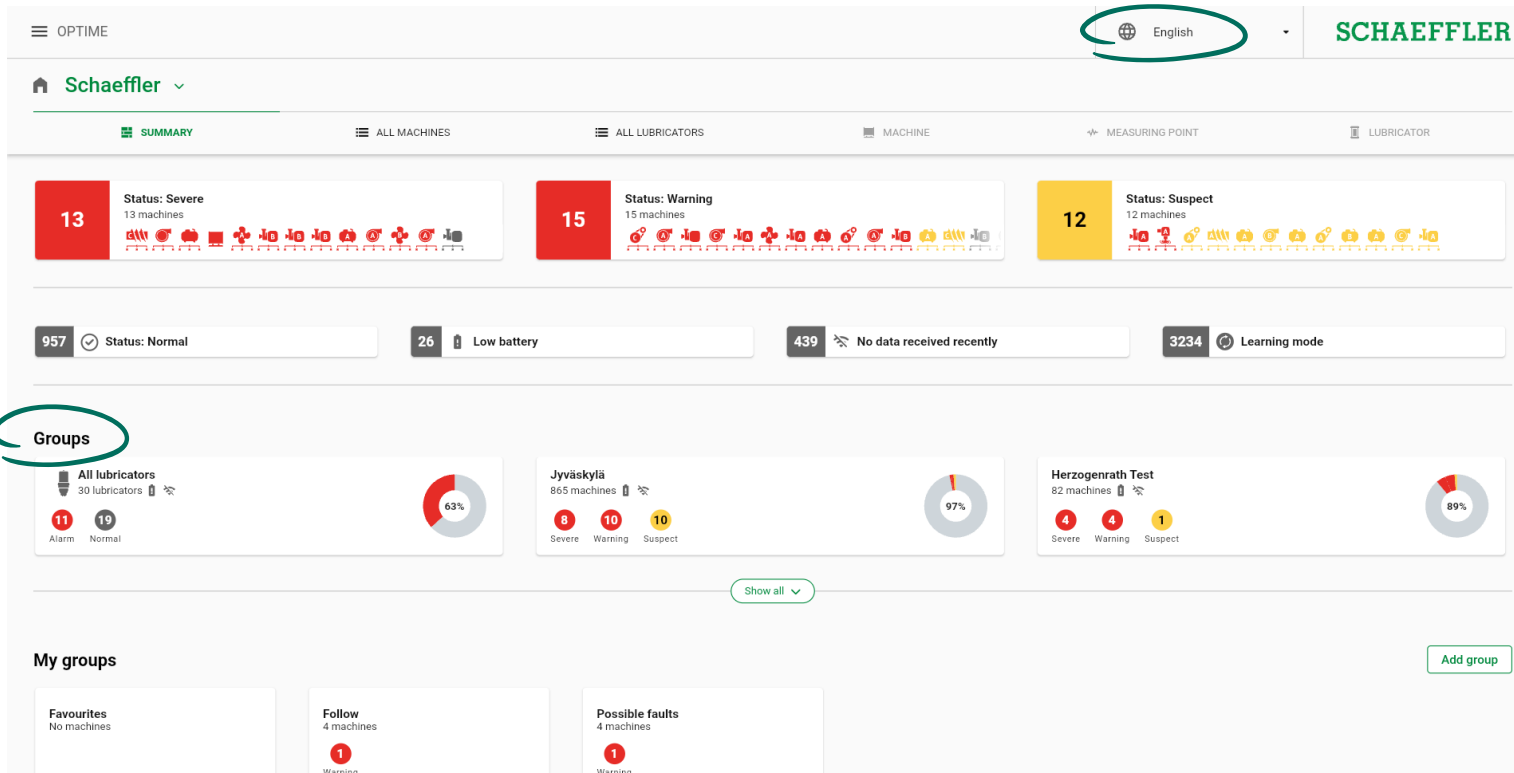 OPTIME
English
SCHAEFFLER
Schaeffler
SUMMARY
ALL MACHINES
ALL LUBRICATORS
MACHINE
MEASURING POINT
LUBRICATOR
13
Status: Severe
13 machines
15
Status: Warning
15 machines
12
Status: Suspect
12 machines
957 Status: Normal
26 Low battery
439 No data received recently
3234 Learning mode
Groups
All lubricators
30 lubricators
11 19
Alarm Normal
63%
Jyväskylä
865 machines
8 10 10
Severe Warning Suspect
97%
Herzogenrath Test
82 machines
4 4 1
Severe Warning Suspect
89%
Show all
My groups
Add group
Favourites
No machines
Follow
4 machines
1
Warning
Possible faults
4 machines
1
Warning